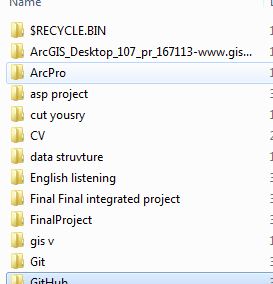 $RECYCLE.BIN
ArcGIS_Desktop_107_pr_167113-www.gis...
ArcPro
asp project
cut yousry
CV
data struvture
English listening
Final Final integrated project
FinalProject
gis v
Git
GitHub